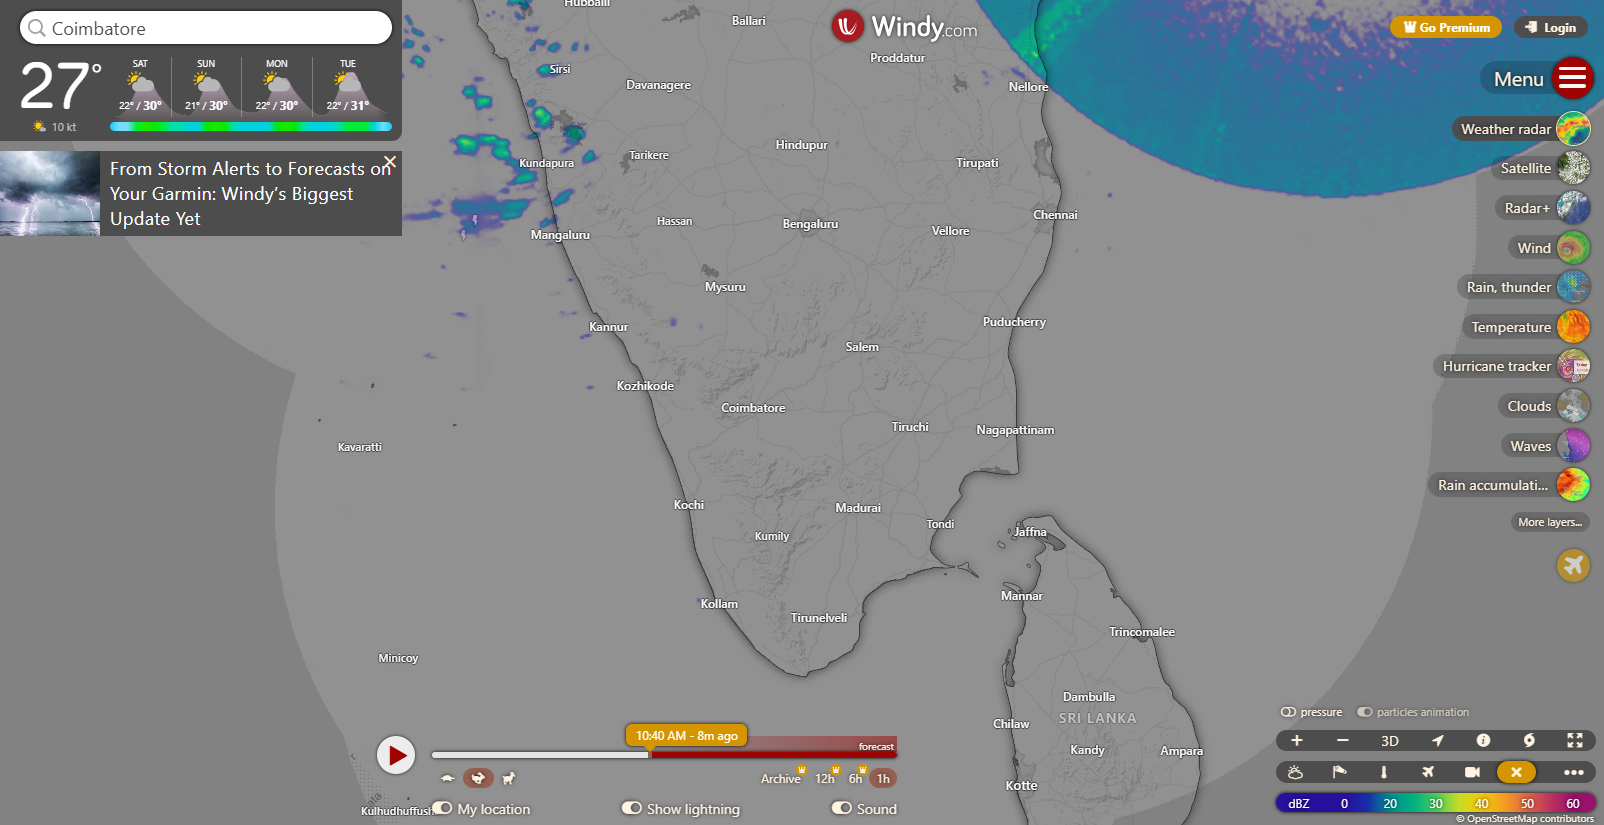 Coimbatore
27°
10 kt
SAT
22° / 30°
SUN
21° / 30°
MON
22° / 30°
TUE
22° / 31°
From Storm Alerts to Forecasts on
Your Garmin: Windy’s Biggest
Update Yet
Windy.com
Go Premium
Login
Menu
Weather radar
Satellite
Radar+
Wind
Rain, thunder
Temperature
Hurricane tracker
Clouds
Waves
Rain accumulati...
More layers...
Hubballi
Ballari
Proddatur
Sirsi
Davanagere
Nellore
Hindupur
Tarikere
Kundapura
Tirupati
Hassan
Bengaluru
Chennai
Mangaluru
Vellore
Mysuru
Kannur
Puducherry
Salem
Kozhikode
Coimbatore
Tiruchi
Nagapattinam
Kavaratti
Kochi
Madurai
Tondi
Jaffna
Kumily
Mannar
Kollam
Tirunelveli
Trincomalee
Minicoy
Dambulla
SRI LANKA
Chilaw
Kandy
Ampara
Kotte
Kulhudhuffush
10:40 AM - 8m ago
forecast
Archive
12h
6h
1h
My location
Show lightning
Sound
pressure
particles animation
+
−
3D
dBZ
0
20
30
40
50
60
© OpenStreetMap contributors